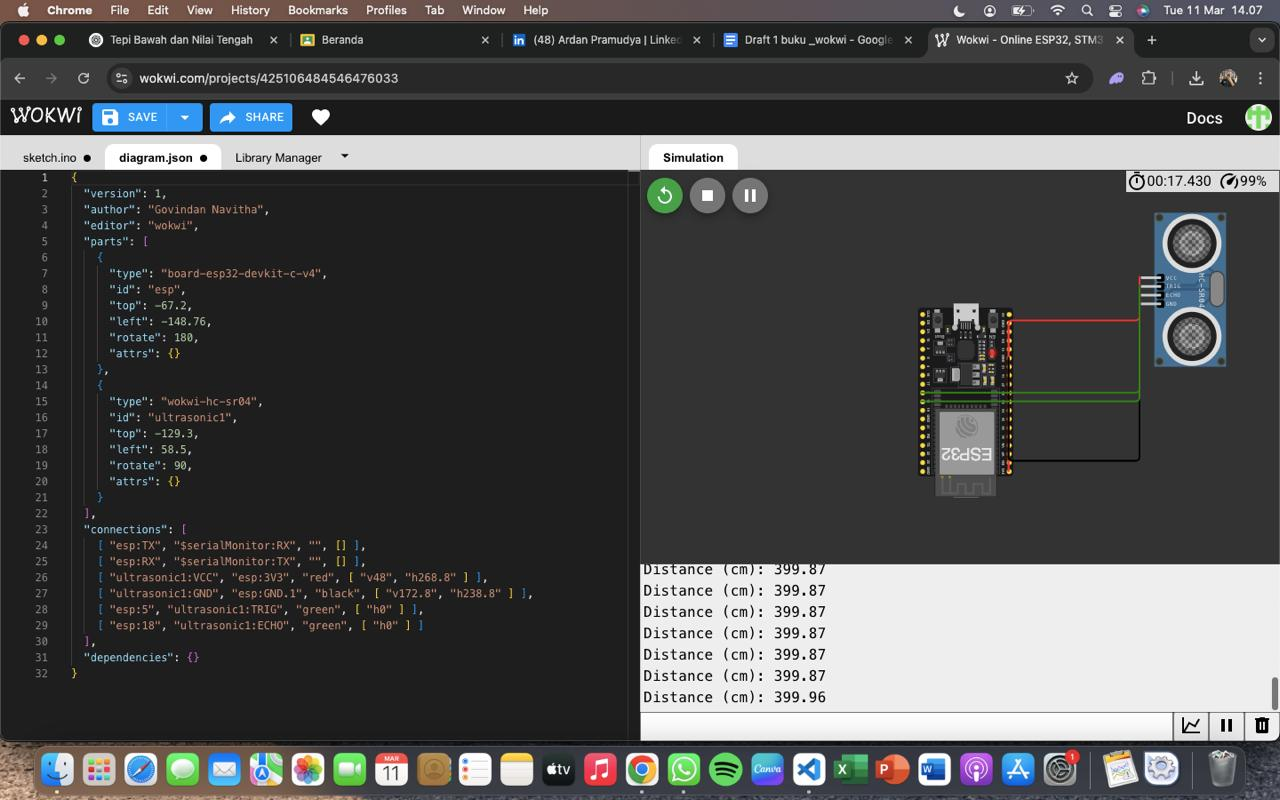 Chrome File Edit View History Bookmarks Profiles Tab Window Help Tue 11 Mar 14.07
Tepi Bawah dan Nilai Tengah Beranda (48) Ardan Pramudya | Linked Draft 1 buku _wokwi - Google Wokwi - Online ESP32, STM3
wokwi.com/projects/425106484546476033
WOKWI SAVE SHARE Docs
sketch.ino diagram.json Library Manager Simulation
00:17.430 99%
1 {
2 "version": 1,
3 "author": "Govindan Navitha",
4 "editor": "wokwi",
5 "parts": [
6 {
7 "type": "board-esp32-devkit-c-v4",
8 "id": "esp",
9 "top": -67.2,
10 "left": -148.76,
11 "rotate": 180,
12 "attrs": {}
13 },
14 {
15 "type": "wokwi-hc-sr04",
16 "id": "ultrasonic1",
17 "top": -129.3,
18 "left": 58.5,
19 "rotate": 90,
20 "attrs": {}
21 }
22 ],
23 "connections": [
24 [ "esp:TX", "$serialMonitor:RX", "", [] ],
25 [ "esp:RX", "$serialMonitor:TX", "", [] ],
26 [ "ultrasonic1:VCC", "esp:3V3", "red", [ "v48", "h268.8" ] ],
27 [ "ultrasonic1:GND", "esp:GND.1", "black", [ "v172.8", "h238.8" ] ],
28 [ "esp:5", "ultrasonic1:TRIG", "green", [ "h0" ] ],
29 [ "esp:18", "ultrasonic1:ECHO", "green", [ "h0" ] ]
30 ],
31 "dependencies": {}
32 }
VCC
TRIG
ECHO
GND
HC-SR04
ESP32
Distance (cm): 399.87
Distance (cm): 399.87
Distance (cm): 399.87
Distance (cm): 399.87
Distance (cm): 399.87
Distance (cm): 399.87
Distance (cm): 399.96
MAR
11
tv
Canva
1